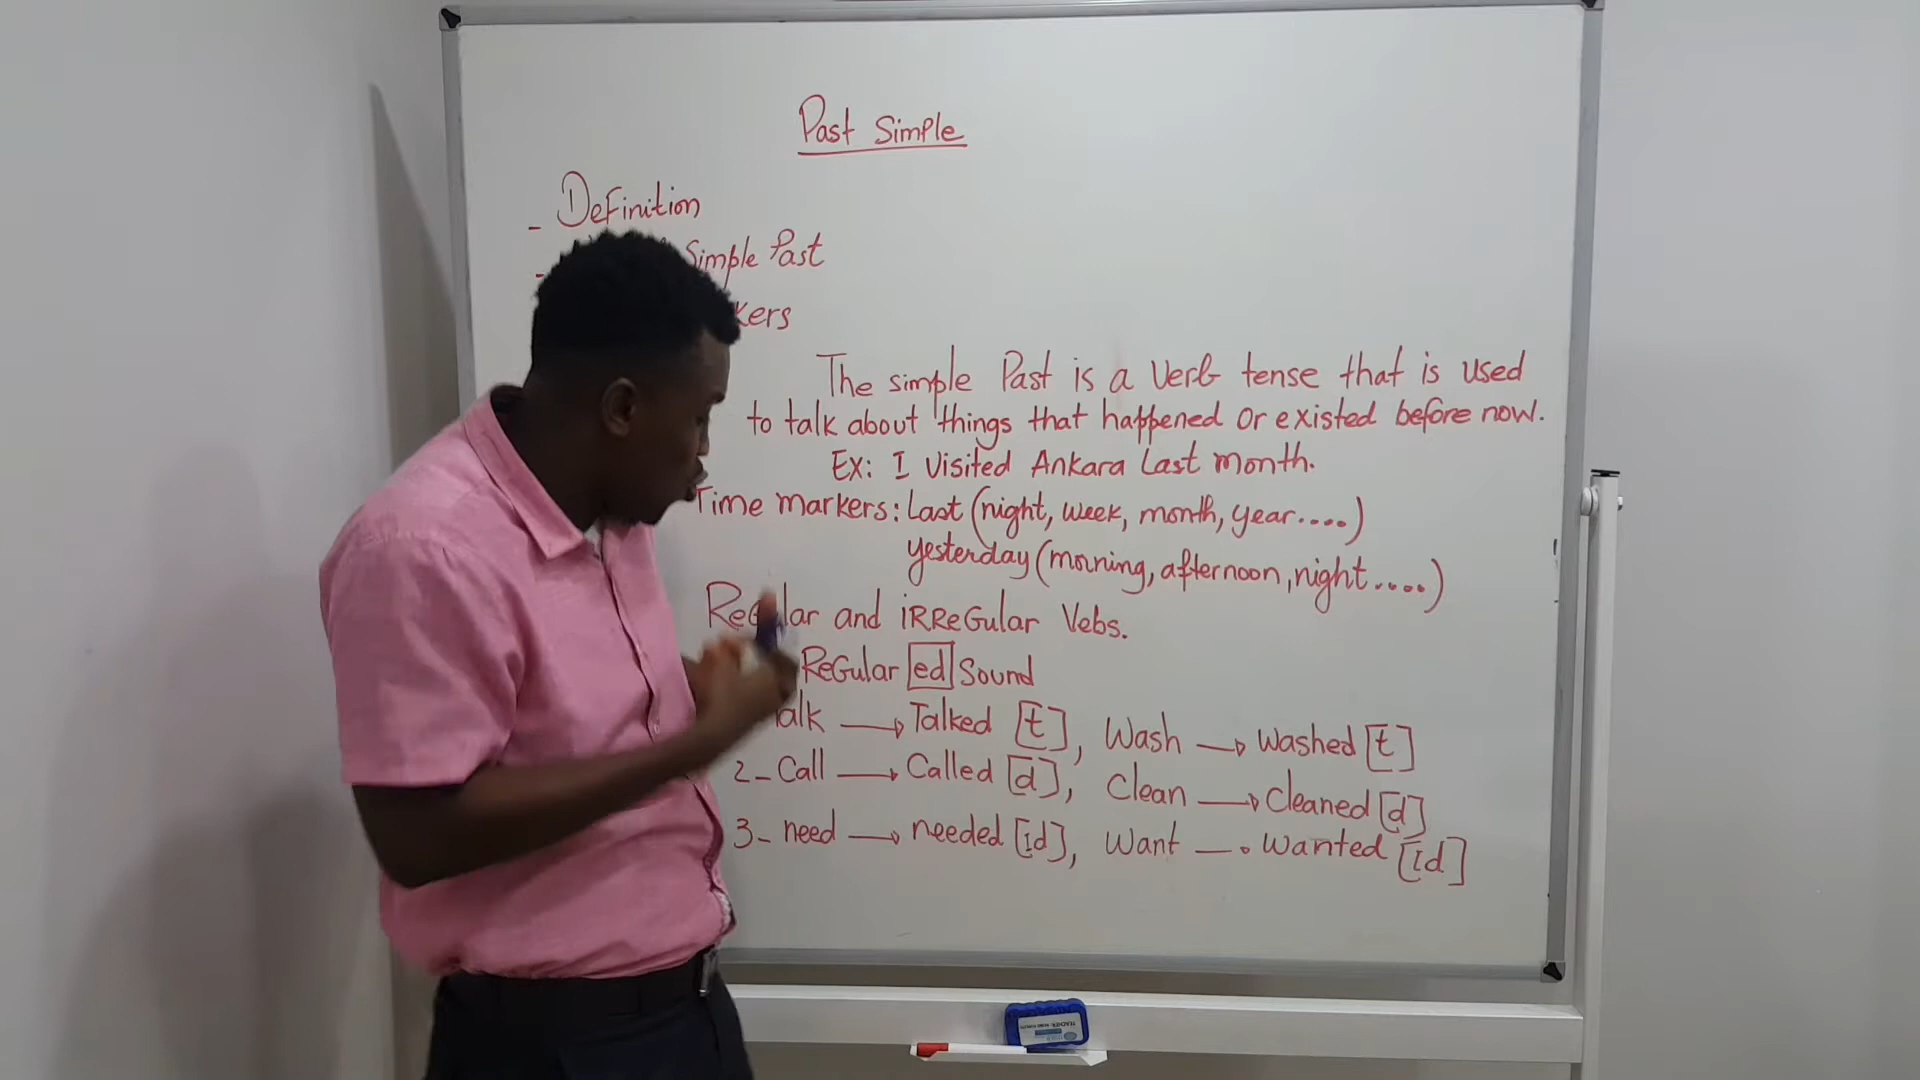 Past Simple
- Definition
- Simple Past
The simple Past is a Verb tense that is used
to talk about things that happened or existed before now.
Ex: I Visited Ankara Last month.
Time markers: Last (night, week, month, year....)
yesterday (morning, afternoon, night.....)
Regular and iRReGular Vebs.
ReGular ed Sound
→ Talked [t], Wash → washed [t]
2- Call → Called [d], Clean → Cleaned [d]
3- need → needed [Id], Want → wanted [Id]